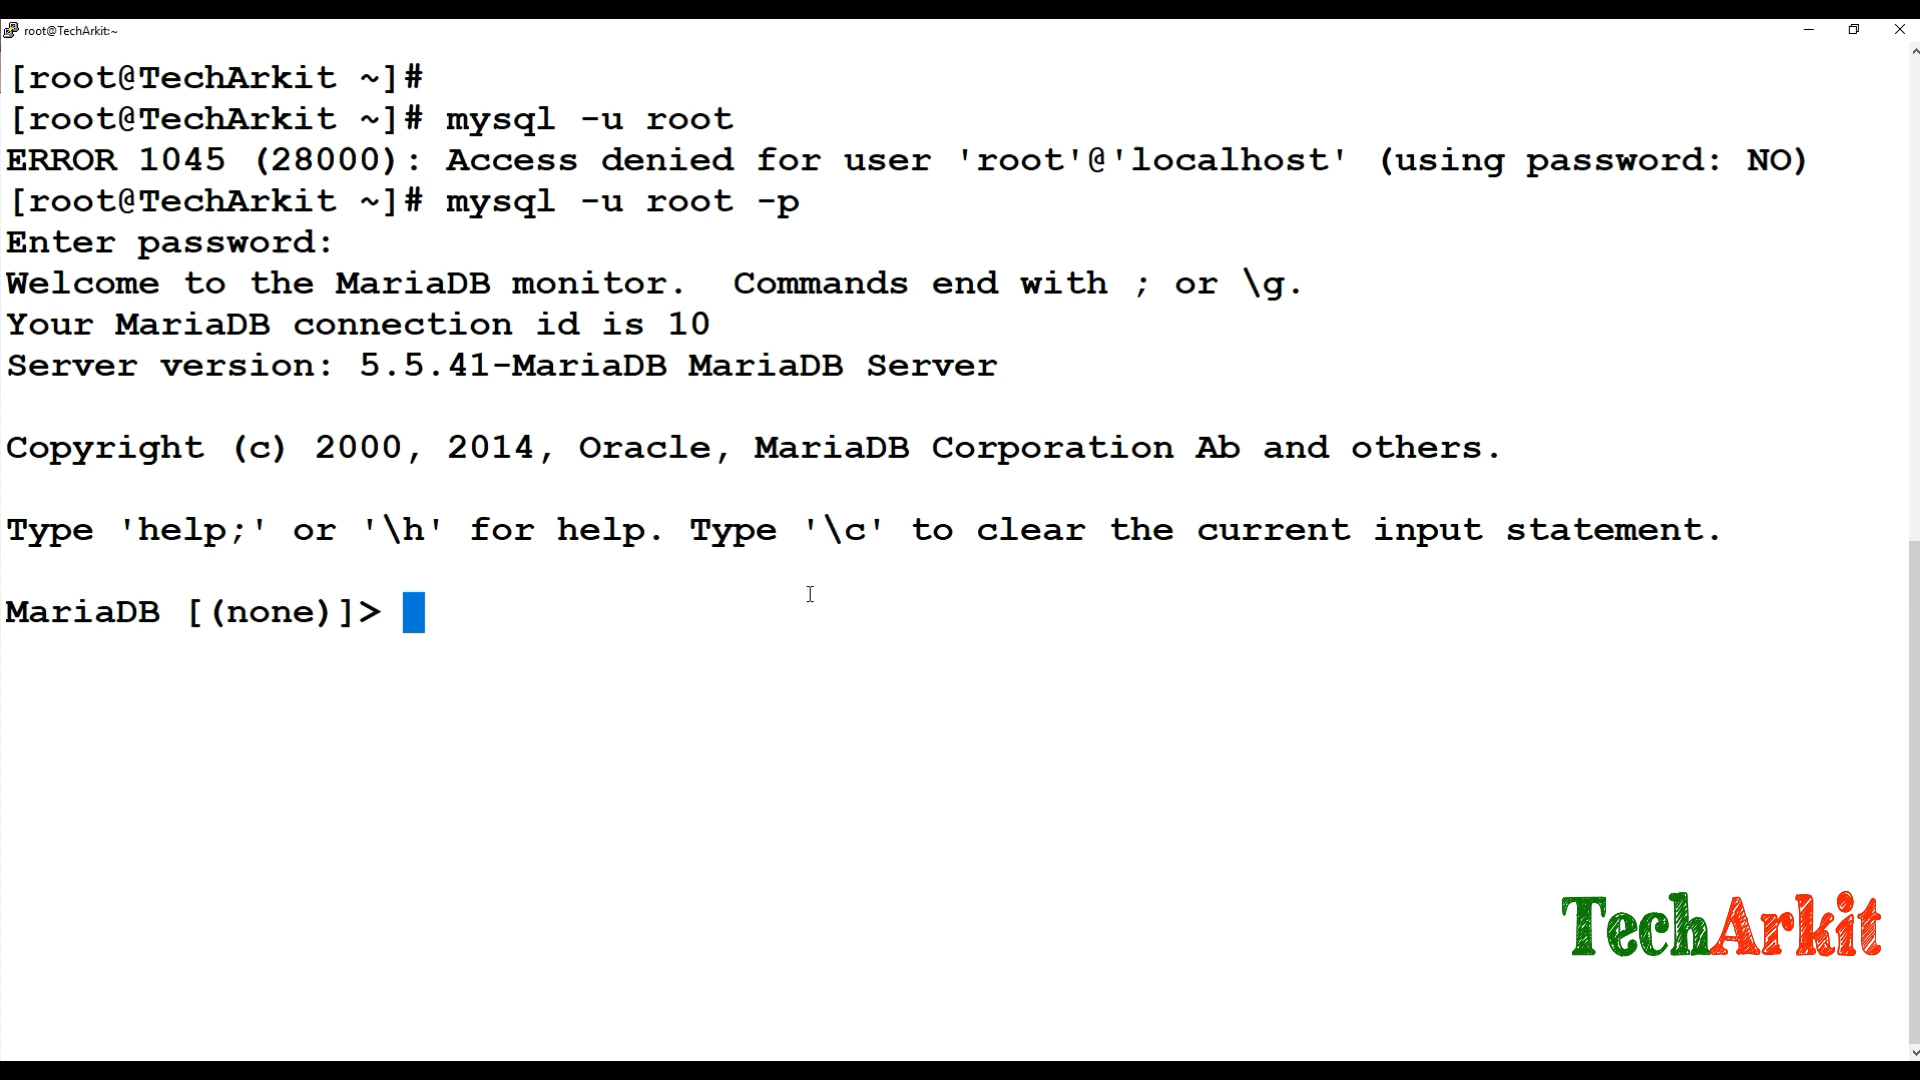 root@TechArkit:~
[root@TechArkit ~]#
[root@TechArkit ~]# mysql -u root
ERROR 1045 (28000): Access denied for user 'root'@'localhost' (using password: NO)
[root@TechArkit ~]# mysql -u root -p
Enter password:
Welcome to the MariaDB monitor.  Commands end with ; or \g.
Your MariaDB connection id is 10
Server version: 5.5.41-MariaDB MariaDB Server
Copyright (c) 2000, 2014, Oracle, MariaDB Corporation Ab and others.
Type 'help;' or '\h' for help. Type '\c' to clear the current input statement.
MariaDB [(none)]>
TechArkit